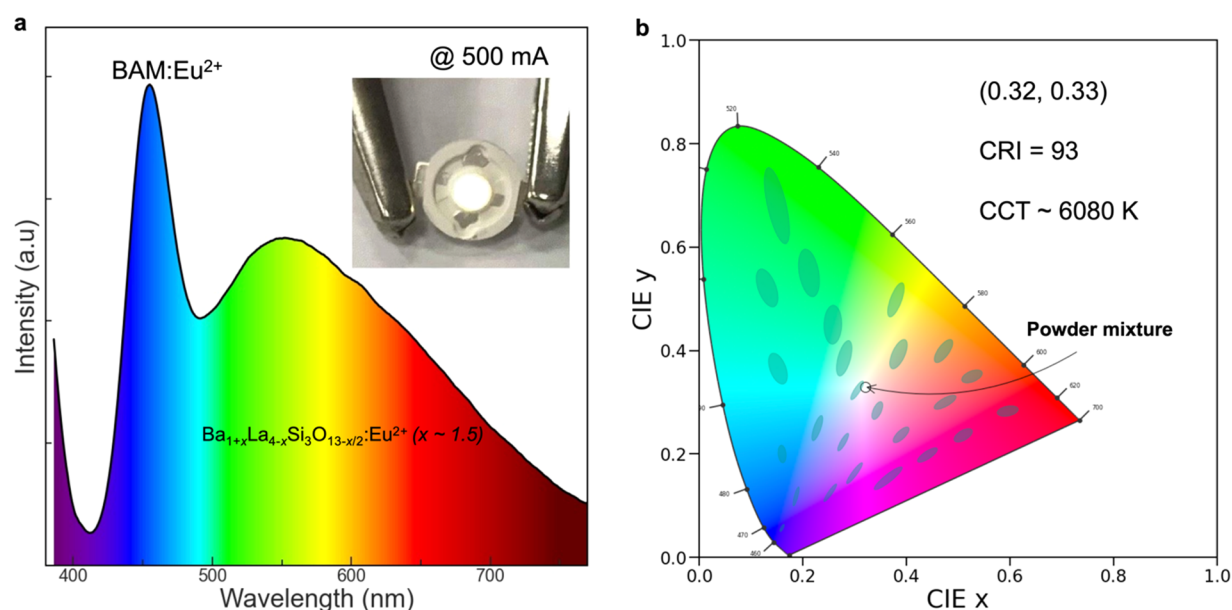 a
@ 500 mA
BAM:Eu²⁺
Intensity (a.u)
Ba₁₊ₓLa₄₋ₓSi₃O₁₃₋ₓ/₂:Eu²⁺ (x ~ 1.5)
400 500 600 700
Wavelength (nm)
b
1.0
0.8
0.6
0.4
0.2
0.0
CIE y
(0.32, 0.33)
CRI = 93
CCT ~ 6080 K
520
540
560
580
Powder mixture
600
620
700
480
470
460
0.0 0.2 0.4 0.6 0.8 1.0
CIE x